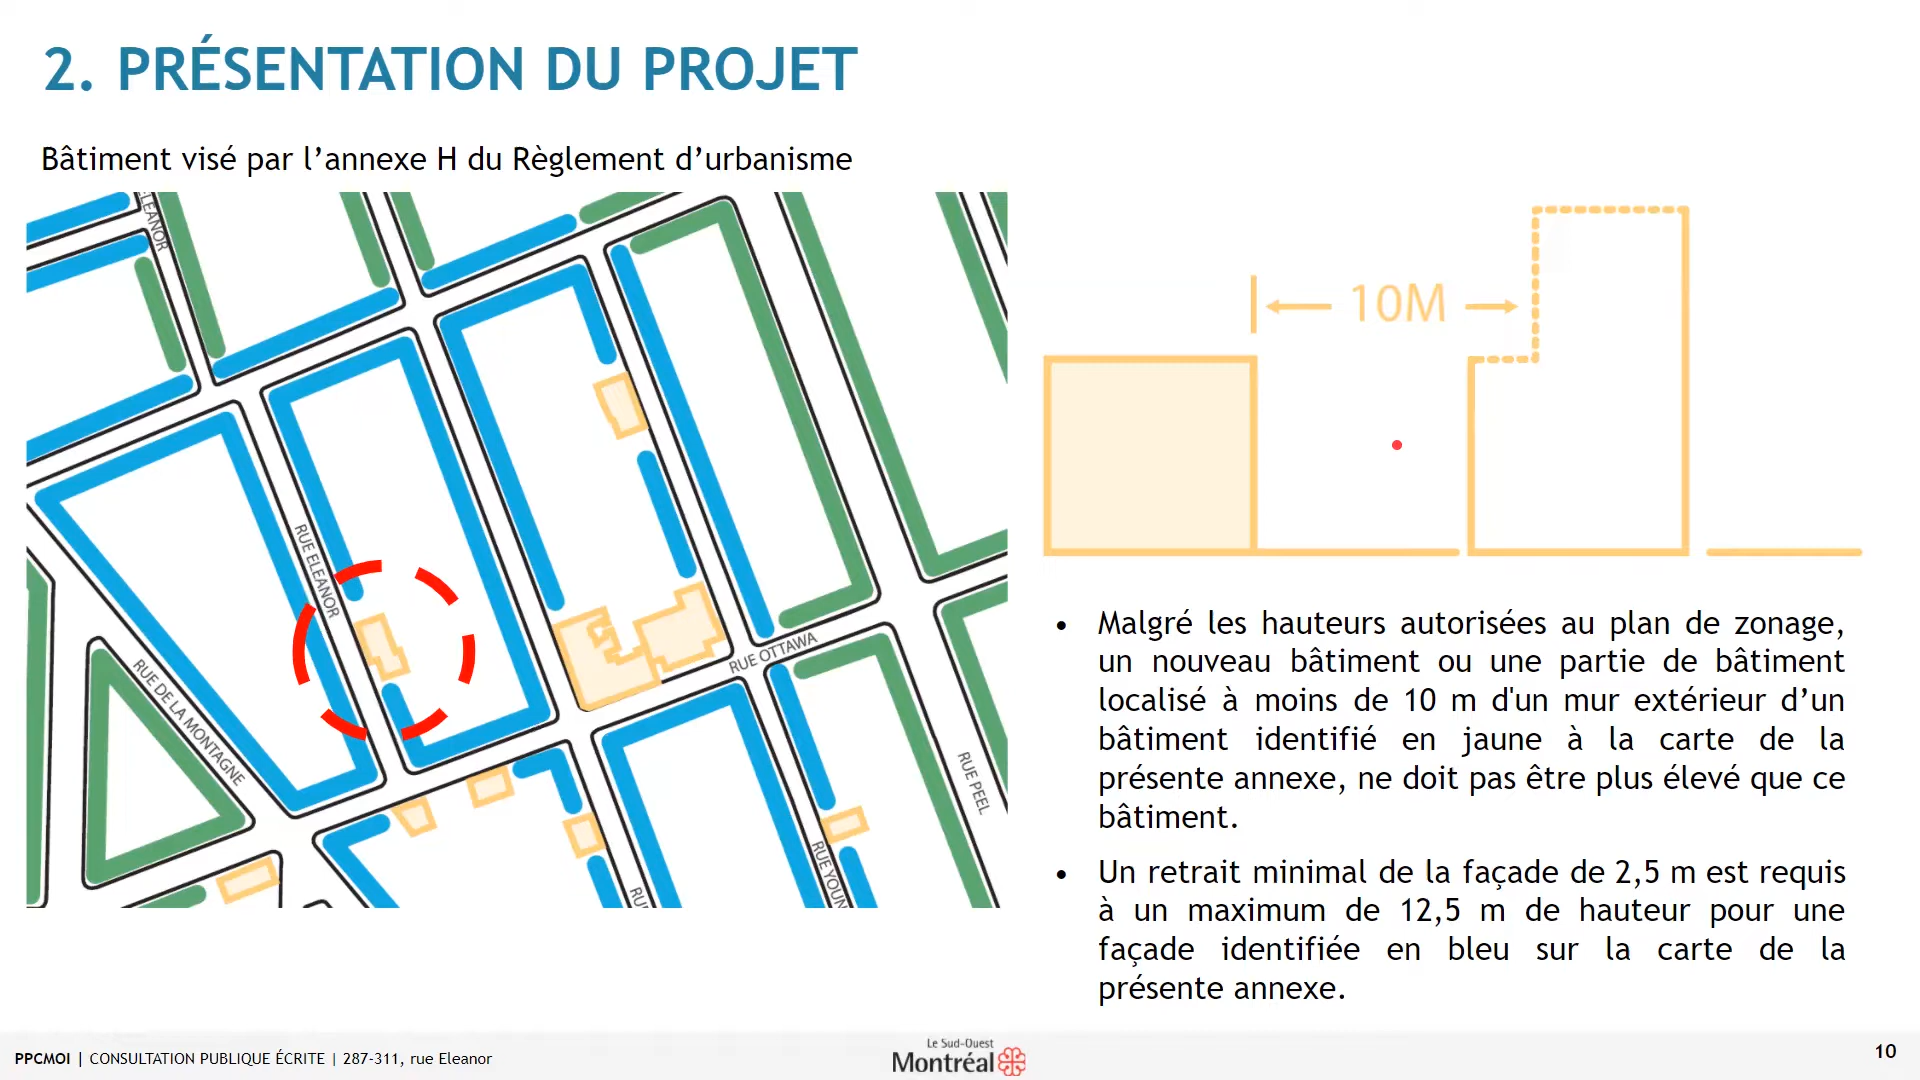 2. PRÉSENTATION DU PROJET
Bâtiment visé par l’annexe H du Règlement d’urbanisme
ELEANOR
RUE ELEANOR
RUE DE LA MONTAGNE
RUE OTTAWA
RUE PEEL
RUE YOUN
RU
10M
• Malgré les hauteurs autorisées au plan de zonage,
un nouveau bâtiment ou une partie de bâtiment
localisé à moins de 10 m d'un mur extérieur d’un
bâtiment identifié en jaune à la carte de la
présente annexe, ne doit pas être plus élevé que ce
bâtiment.
• Un retrait minimal de la façade de 2,5 m est requis
à un maximum de 12,5 m de hauteur pour une
façade identifiée en bleu sur la carte de la
présente annexe.
PPCMOI | CONSULTATION PUBLIQUE ÉCRITE | 287-311, rue Eleanor
Le Sud-Ouest
Montréal
10